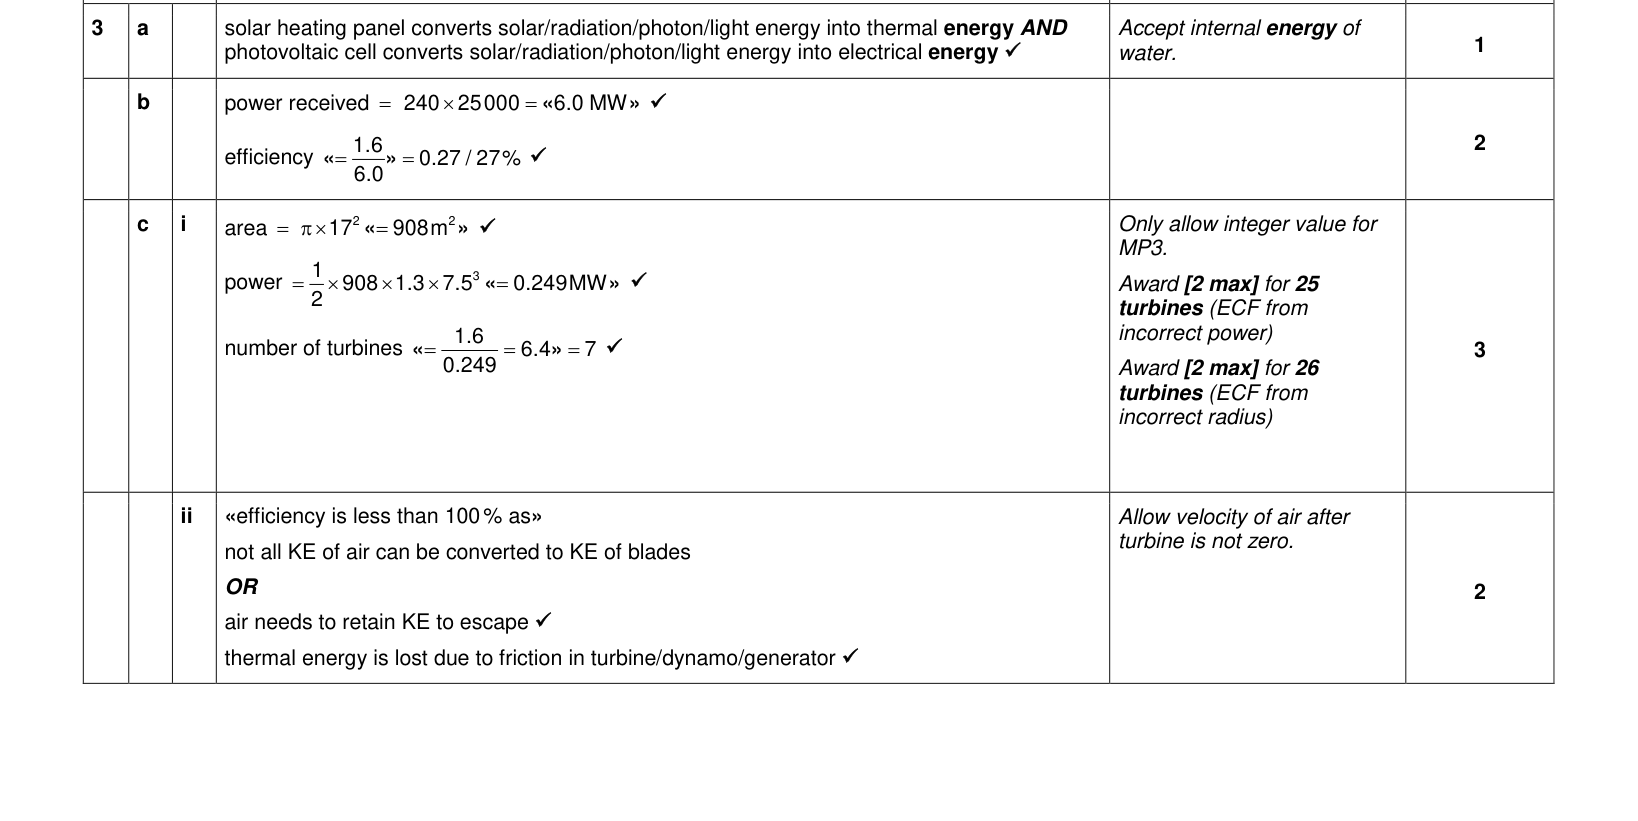 3 a solar heating panel converts solar/radiation/photon/light energy into thermal energy AND
photovoltaic cell converts solar/radiation/photon/light energy into electrical energy ✓
Accept internal energy of
water.
1
b power received = 240 × 25 000 = «6.0 MW» ✓
efficiency «= 1.6/6.0» = 0.27 / 27% ✓
2
c i area = π × 17² «= 908 m²» ✓
power = 1/2 × 908 × 1.3 × 7.5³ «= 0.249 MW» ✓
number of turbines «= 1.6/0.249 = 6.4» = 7 ✓
Only allow integer value for
MP3.
Award [2 max] for 25
turbines (ECF from
incorrect power)
Award [2 max] for 26
turbines (ECF from
incorrect radius)
3
ii «efficiency is less than 100 % as»
not all KE of air can be converted to KE of blades
OR
air needs to retain KE to escape ✓
thermal energy is lost due to friction in turbine/dynamo/generator ✓
Allow velocity of air after
turbine is not zero.
2